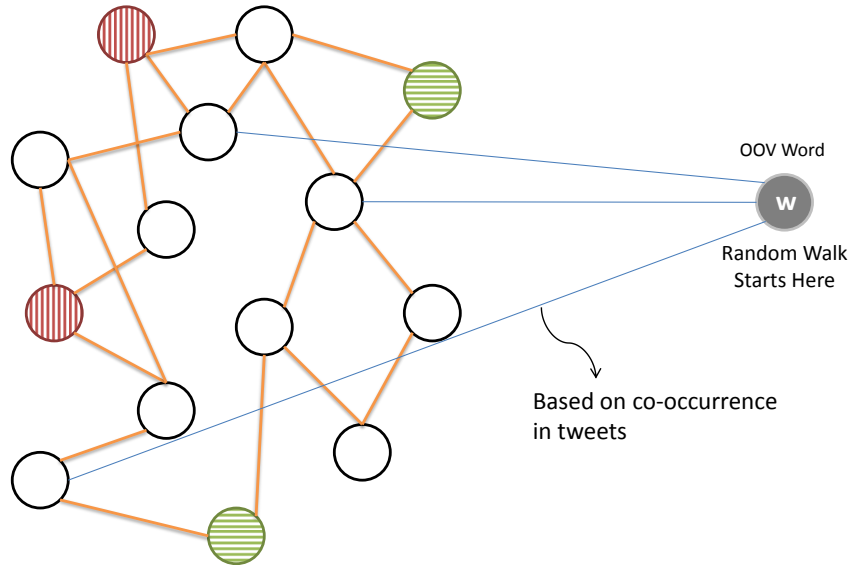 OOV Word
w
Random Walk
Starts Here
Based on co-occurrence
in tweets